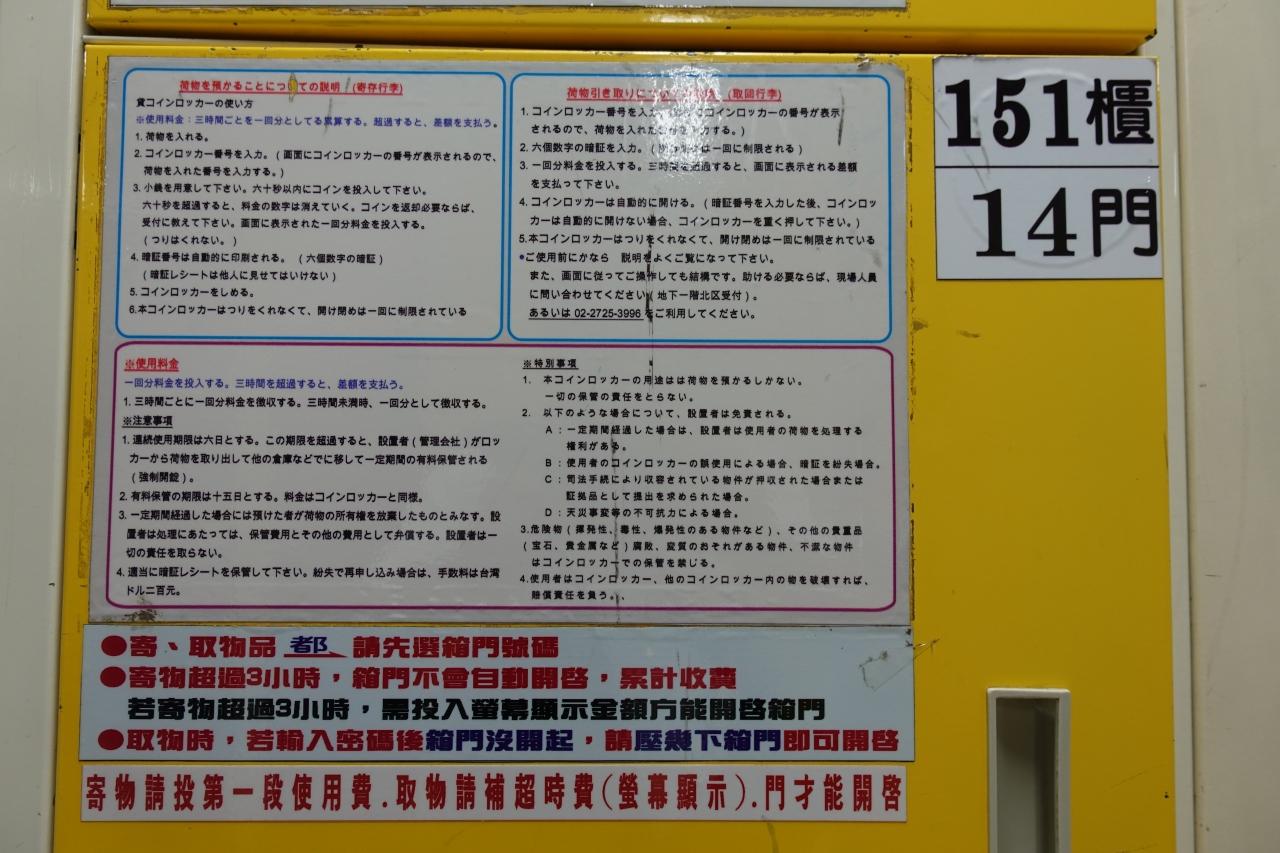 荷物を預かることについての説明 (寄存行李)
貸コインロッカーの使い方
※使用料金：三時間ごとを一回分としてる累算する。超過すると、差額を支払う。
1. 荷物を入れる。
2. コインロッカー番号を入力。（画面にコインロッカーの番号が表示されるので、
荷物を入れた番号を入力する。）
3. 小銭を用意して下さい。六十秒以内にコインを投入して下さい。
六十秒を超過すると、料金の数字は消えていく。コインを返却必要ならば、
受付に教えて下さい。画面に表示された一回分料金を投入する。
（つりはくれない。）
4. 暗証番号は自動的に印刷される。（六個数字の暗証）
（暗証レシートは他人に見せてはいけない）
5. コインロッカーをしめる。
6.本コインロッカーはつりをくれなくて、開け閉めは一回に制限されている
荷物引き取りに (取回行李)
1. コインロッカー番号を入力 コインロッカーの番号が表示
されるので、荷物を入れた 入力する。）
2. 六個数字の暗証を入力。 は一回に制限される）
3. 一回分料金を投入する。三時間を超過すると、画面に表示される差額
を支払って下さい。
4. コインロッカーは自動的に開ける。（暗証番号を入力した後、コインロッ
カーは自動的に開けない場合、コインロッカーを重く押して下さい。）
5.本コインロッカーはつりをくれなくて、開け閉めは一回に制限されている
●ご使用前にかなら 説明をよくご覧になって下さい。
また、画面に従ってご操作しても結構です。助ける必要ならば、現場人員
に問い合わせてください（地下一階北区受付）。
あるいは 02-2725-3996 をご利用してください。
※使用料金
一回分料金を投入する。三時間を超過すると、差額を支払う。
1. 三時間ごとに一回分料金を徴収する。三時間未満時、一回分として徴収する。
※注意事項
1. 連続使用期限は六日とする。この期限を超過すると、設置者（管理会社）がロッ
カーから荷物を取り出して他の倉庫などでに移して一定期間の有料保管される
（強制開錠）。
2. 有料保管の期限は十五日とする。料金はコインロッカーと同様。
3. 一定期間経過した場合には預けた者が荷物の所有権を放棄したものとみなす。設
置者は処理にあたっては、保管費用とその他の費用として弁償する。設置者は一
切の責任を取らない。
4. 適当に暗証レシートを保管して下さい。紛失で再申し込み場合は、手数料は台湾
ドル二百元。
※特別事項
1. 本コインロッカーの用途はは荷物を預かるしかない。
一切の保管の責任をとらない。
2. 以下のような場合について、設置者は免責される。
A：一定期間経過した場合は、設置者は使用者の荷物を処理する
権利がある。
B：使用者のコインロッカーの誤使用による場合、暗証を紛失場合。
C：司法手続により収容されている物件が押収された場合または
証拠品として提出を求められた場合。
D：天災事変等の不可抗力による場合。
3.危険物（揮発性、毒性、爆発性のある物件など）、その他の貴重品
（宝石、貴金属など）腐敗、変質のおそれがある物件、不潔な物件
はコインロッカーでの保管を禁じる。
4.使用者はコインロッカー、他のコインロッカー内の物を破壊すれば、
賠償責任を負う。
151櫃
14門
●寄、取物品 都 請先選箱門號碼
●寄物超過3小時，箱門不會自動開啓，累計收費
若寄物超過3小時，需投入螢幕顯示金額方能開啓箱門
●取物時，若輸入密碼後箱門沒開起，請壓幾下箱門即可開啓
寄物請投第一段使用費.取物請補超時費(螢幕顯示).門才能開啓